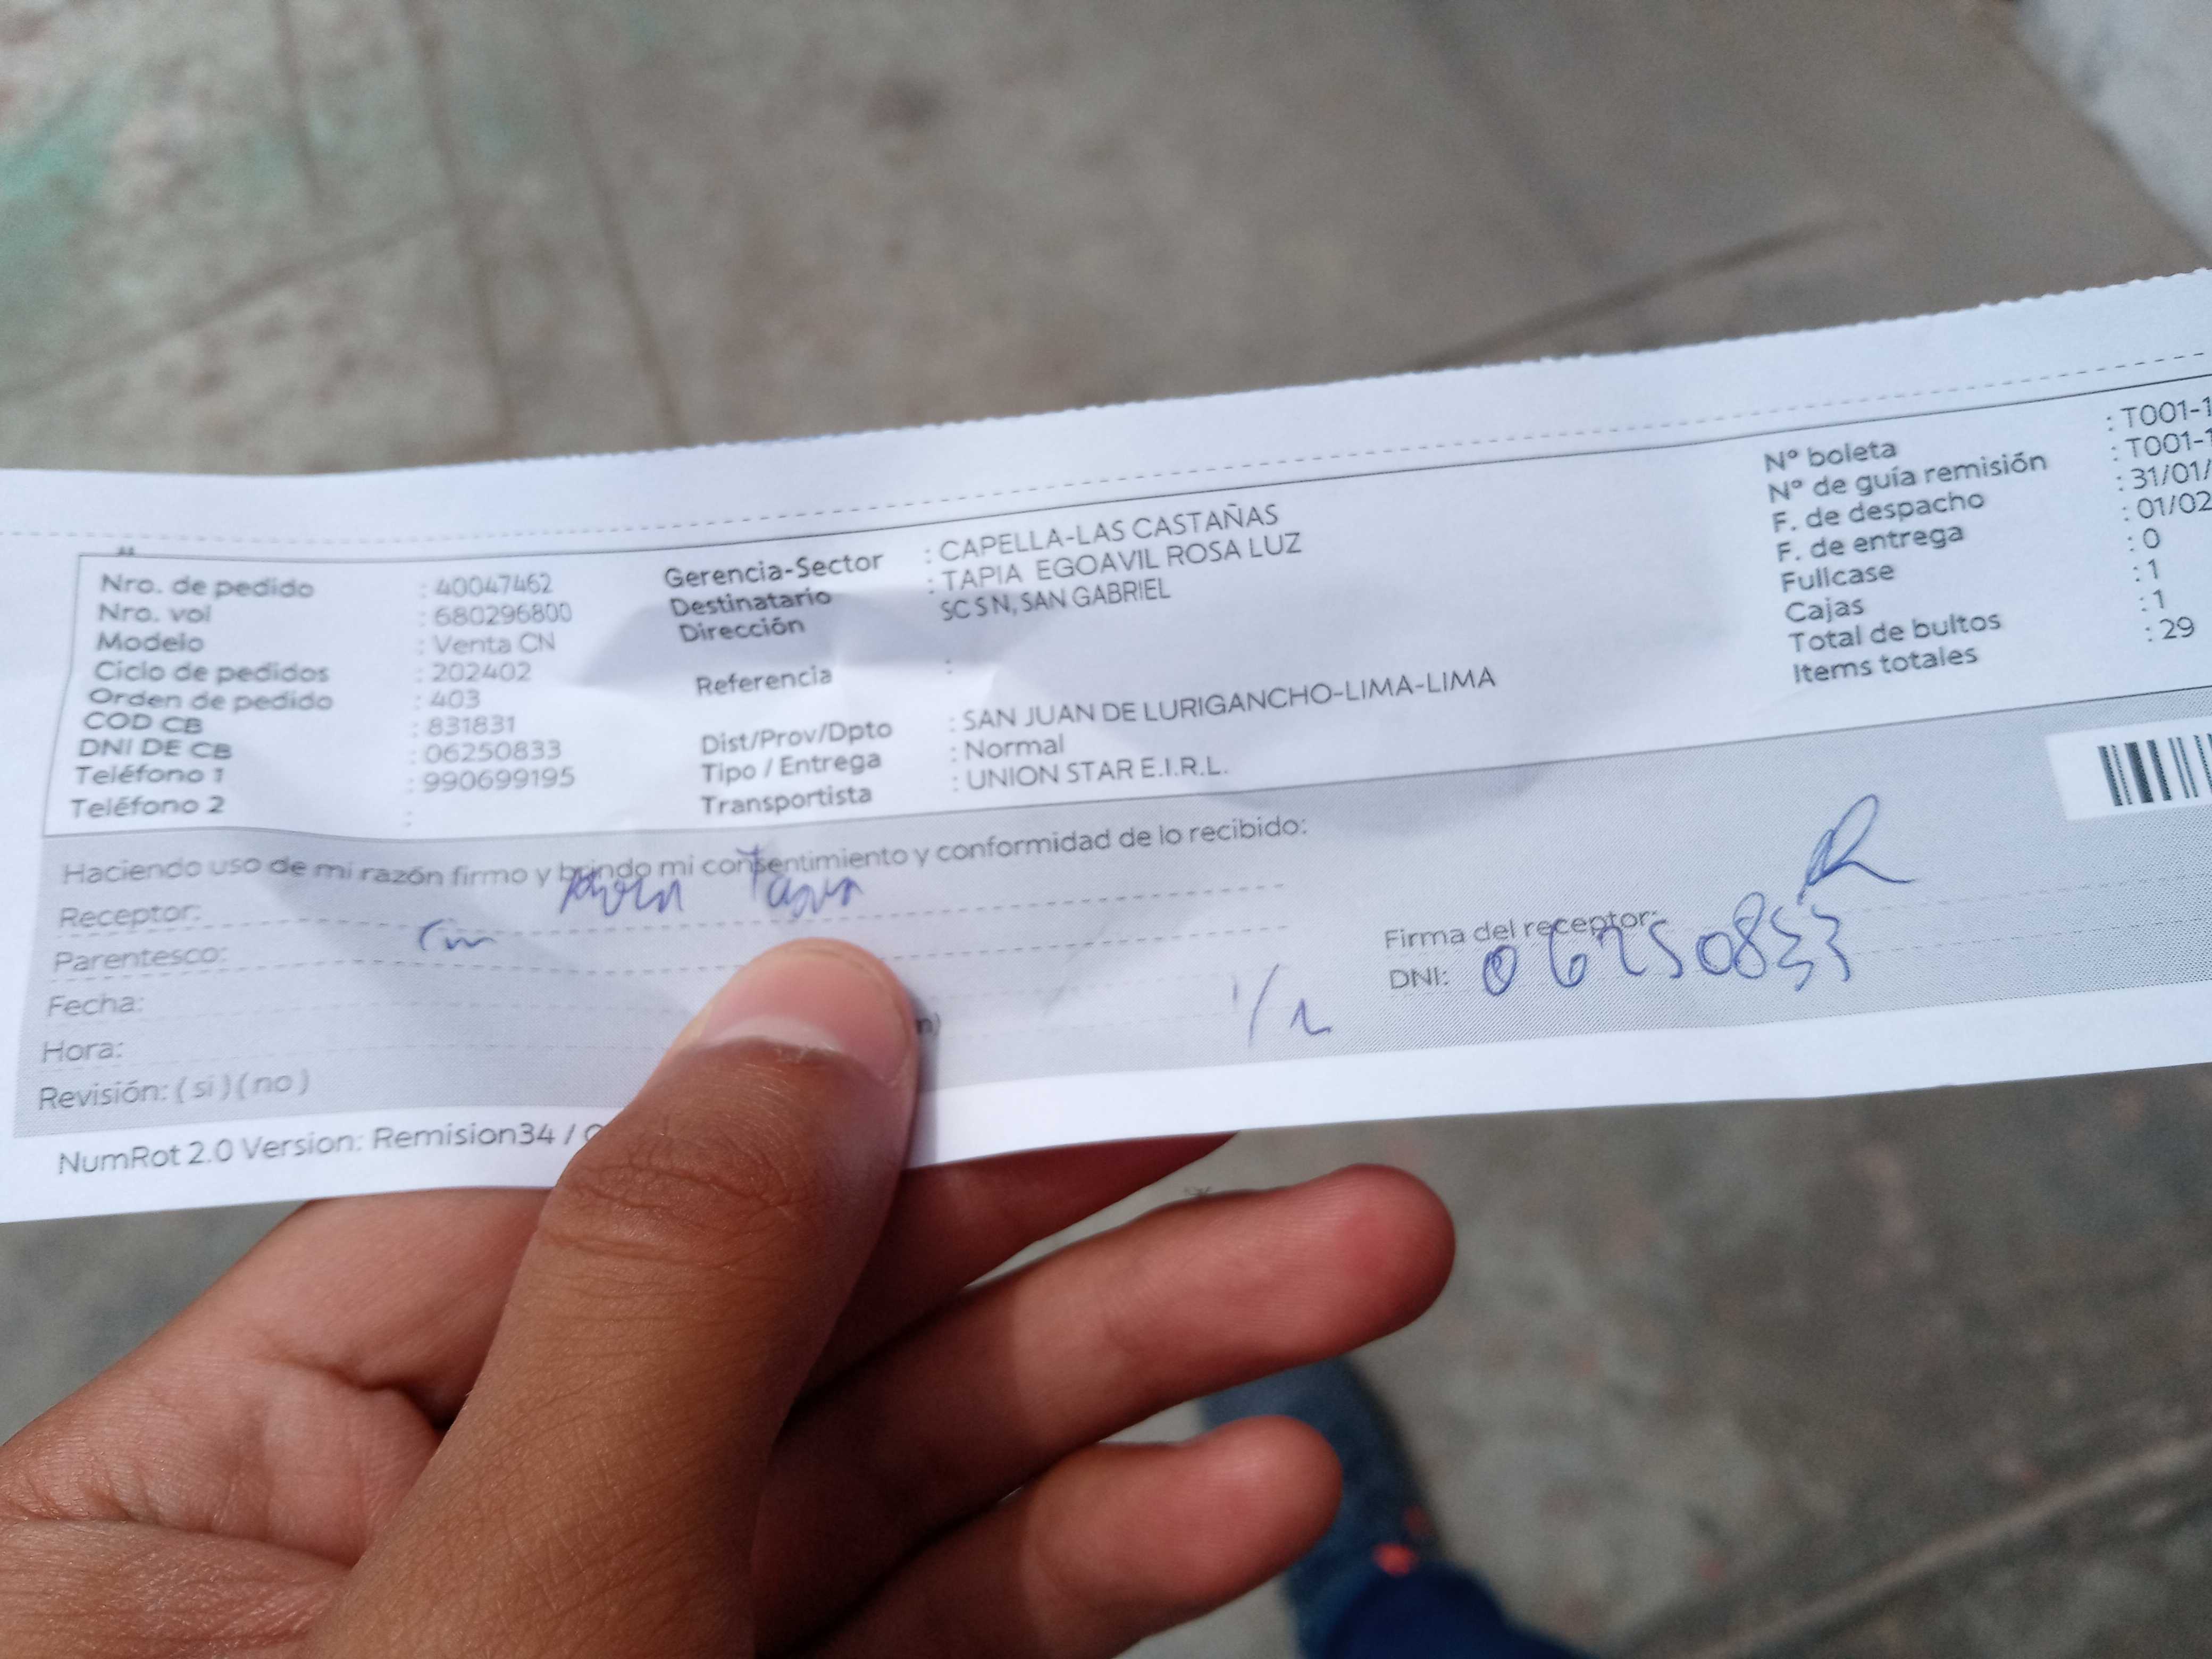 Nro. de pedido : 40047462
Nro. vol : 680296800
Modelo : Venta CN
Ciclo de pedidos : 202402
Orden de pedido : 403
COD CB : 831831
DNI DE CB : 06250833
Teléfono 1 : 990699195
Teléfono 2 :
Gerencia-Sector : CAPELLA-LAS CASTAÑAS
Destinatario : TAPIA EGOAVIL ROSA LUZ
Dirección SC S N, SAN GABRIEL
Referencia :
Dist/Prov/Dpto : SAN JUAN DE LURIGANCHO-LIMA-LIMA
Tipo / Entrega : Normal
Transportista : UNION STAR E.I.R.L.
Nº boleta : T001-1
Nº de guía remisión : T001-1
F. de despacho : 31/01/
F. de entrega : 01/02
Fullcase : 0
Cajas : 1
Total de bultos : 1
Items totales : 29
Haciendo uso de mi razón firmo y brindo mi consentimiento y conformidad de lo recibido:
Receptor: Tapia
Parentesco:
Fecha:
Hora:
Revisión: ( si ) ( no )
Firma del receptor:
DNI: 06250833
NumRot 2.0 Version: Remision34 /